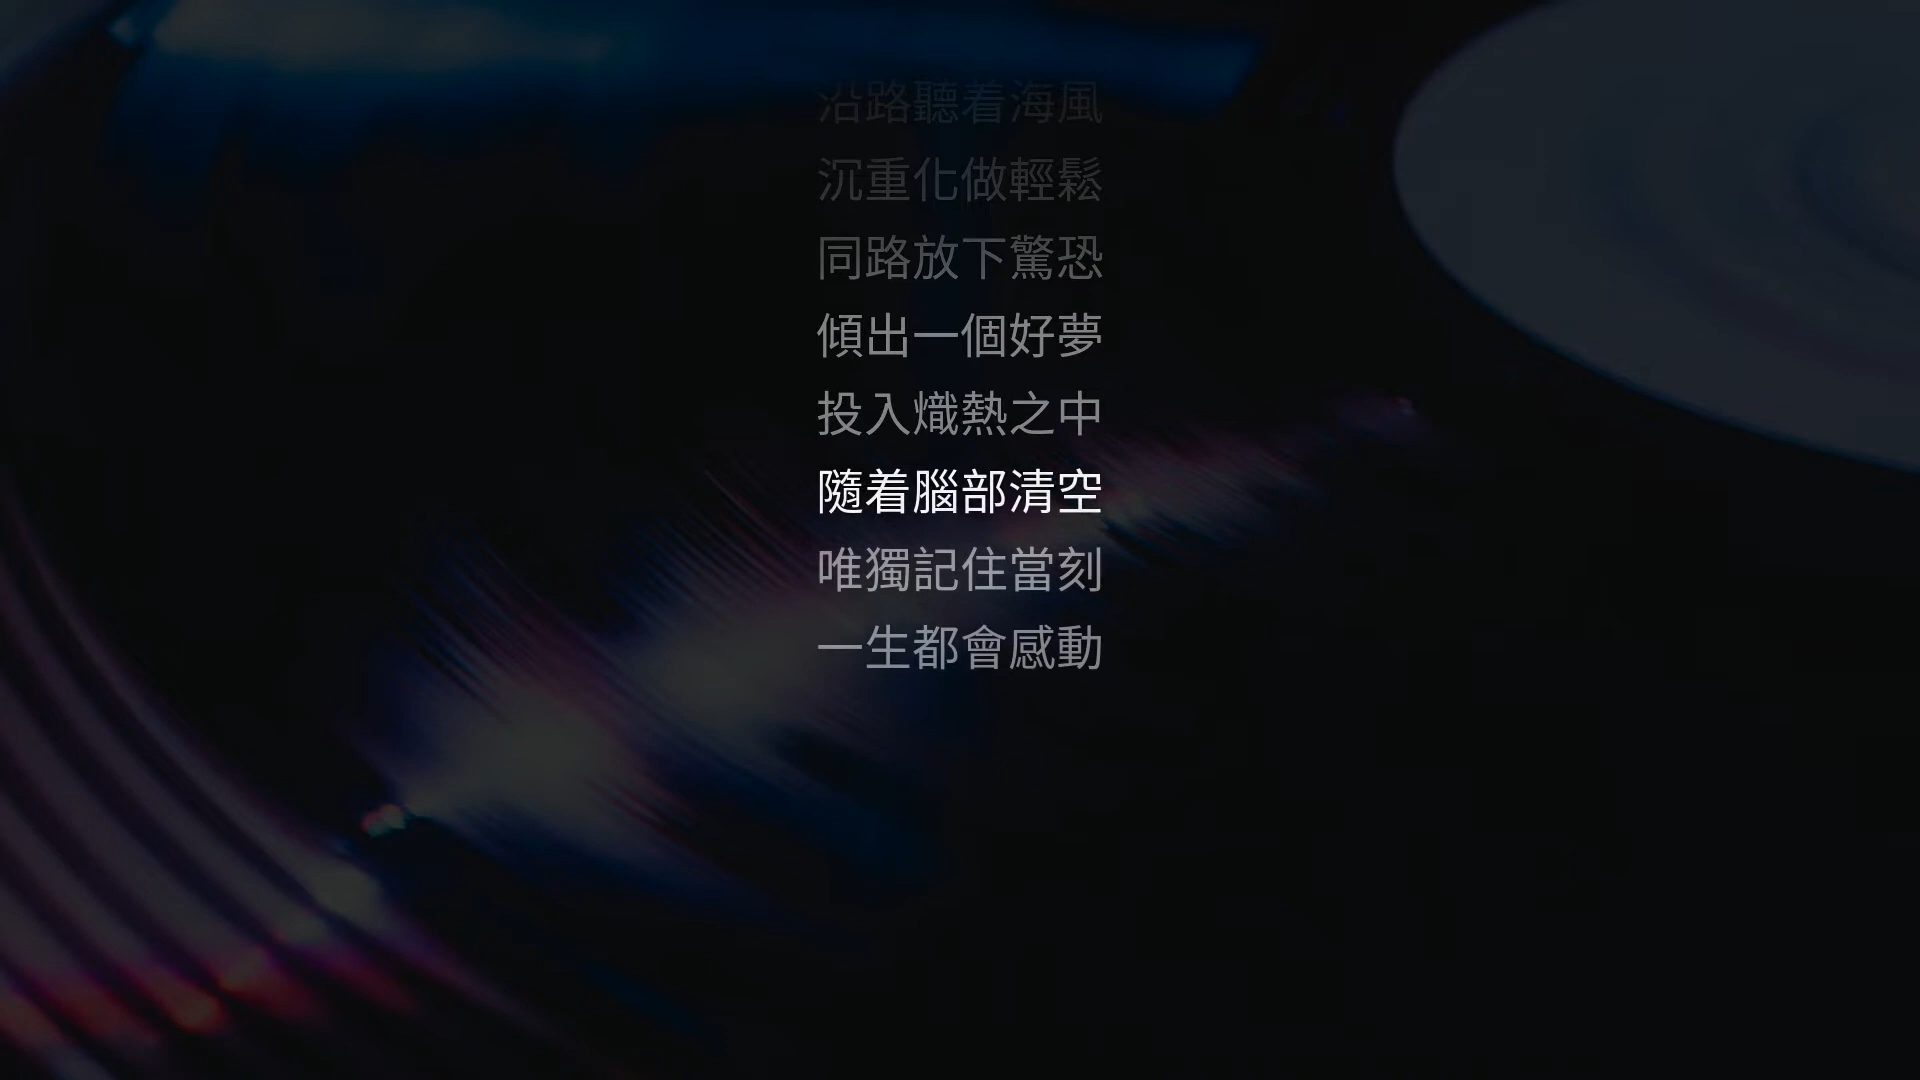 沿路聽着海風
沉重化做輕鬆
同路放下驚恐
傾出一個好夢
投入熾熱之中
隨着腦部清空
唯獨記住當刻
一生都會感動